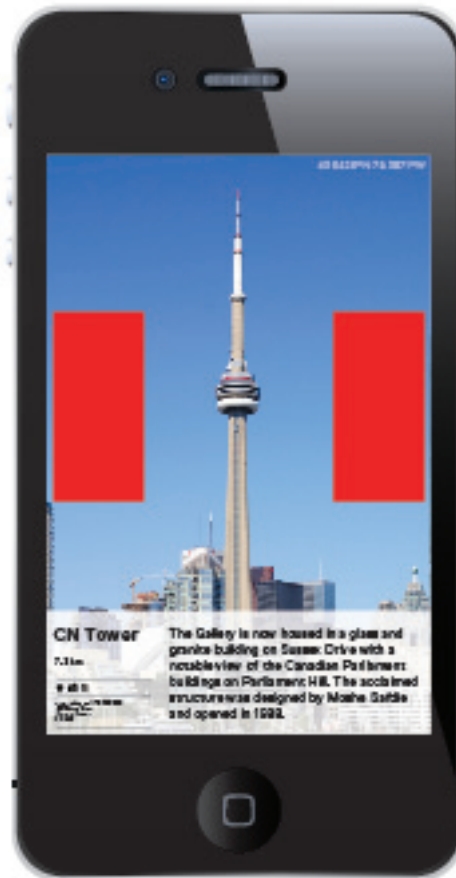 CN Tower
The Gallery is now housed in a glass and
granite building on Sussex Drive with a
notable view of the Canadian Parliament
buildings on Parliament Hill. The acclaimed
structure was designed by Moshe Safdie
and opened in 1988.